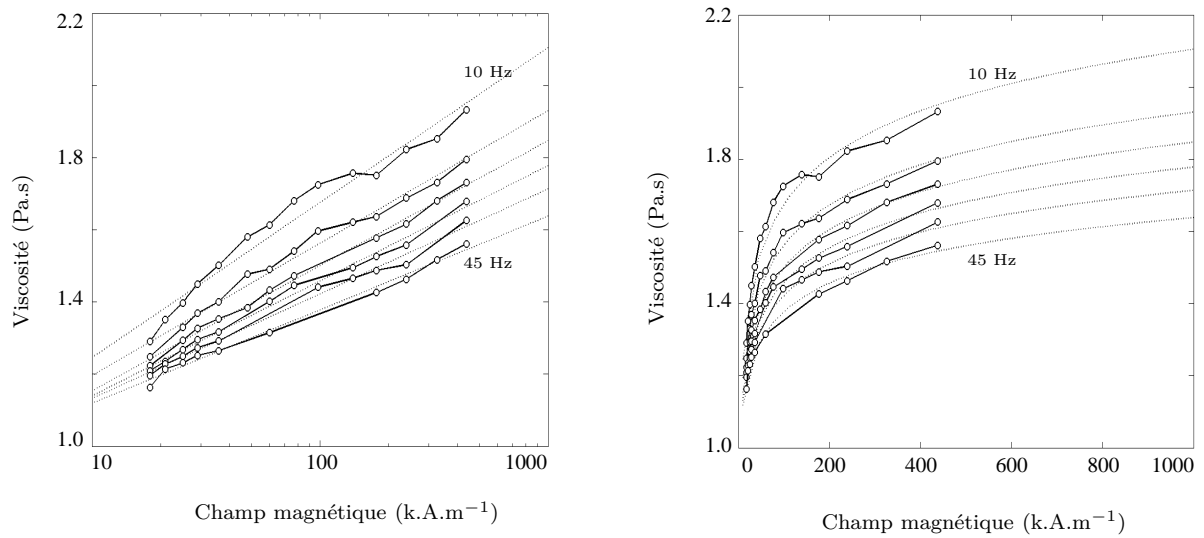 2.2
1.8
1.4
1.0
Viscosité (Pa.s)
10 Hz
45 Hz
10 100 1000
Champ magnétique (k.A.m⁻¹)
2.2
1.8
1.4
1.0
Viscosité (Pa.s)
10 Hz
45 Hz
0 200 400 600 800 1000
Champ magnétique (k.A.m⁻¹)